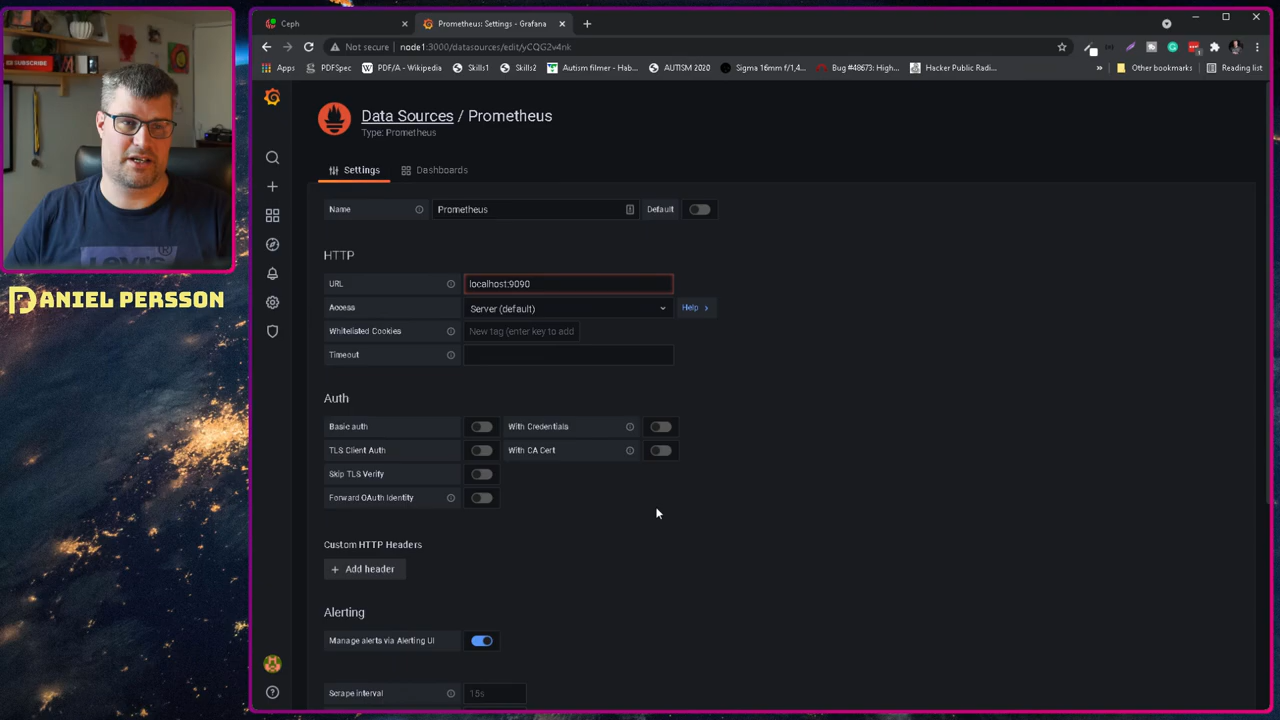 Ceph
Prometheus: Settings - Grafana
Not secure
node1:3000/datasources/edit/yCQG2v4nk
Apps
PDFSpec
PDF/A - Wikipedia
Skills1
Skills2
Autism filmer - Hab...
AUTISM 2020
Sigma 16mm f/1,4...
Bug #48673: High...
Hacker Public Radi...
Other bookmarks
Reading list
SUBSCRIBE
Data Sources / Prometheus
Type: Prometheus
Settings
Dashboards
Name
Prometheus
Default
HTTP
URL
localhost:9090
Access
Server (default)
Help
Whitelisted Cookies
New tag (enter key to add
Timeout
DANIEL PERSSON
Auth
Basic auth
With Credentials
TLS Client Auth
With CA Cert
Skip TLS Verify
Forward OAuth Identity
Custom HTTP Headers
Add header
Alerting
Manage alerts via Alerting UI
Scrape interval
15s